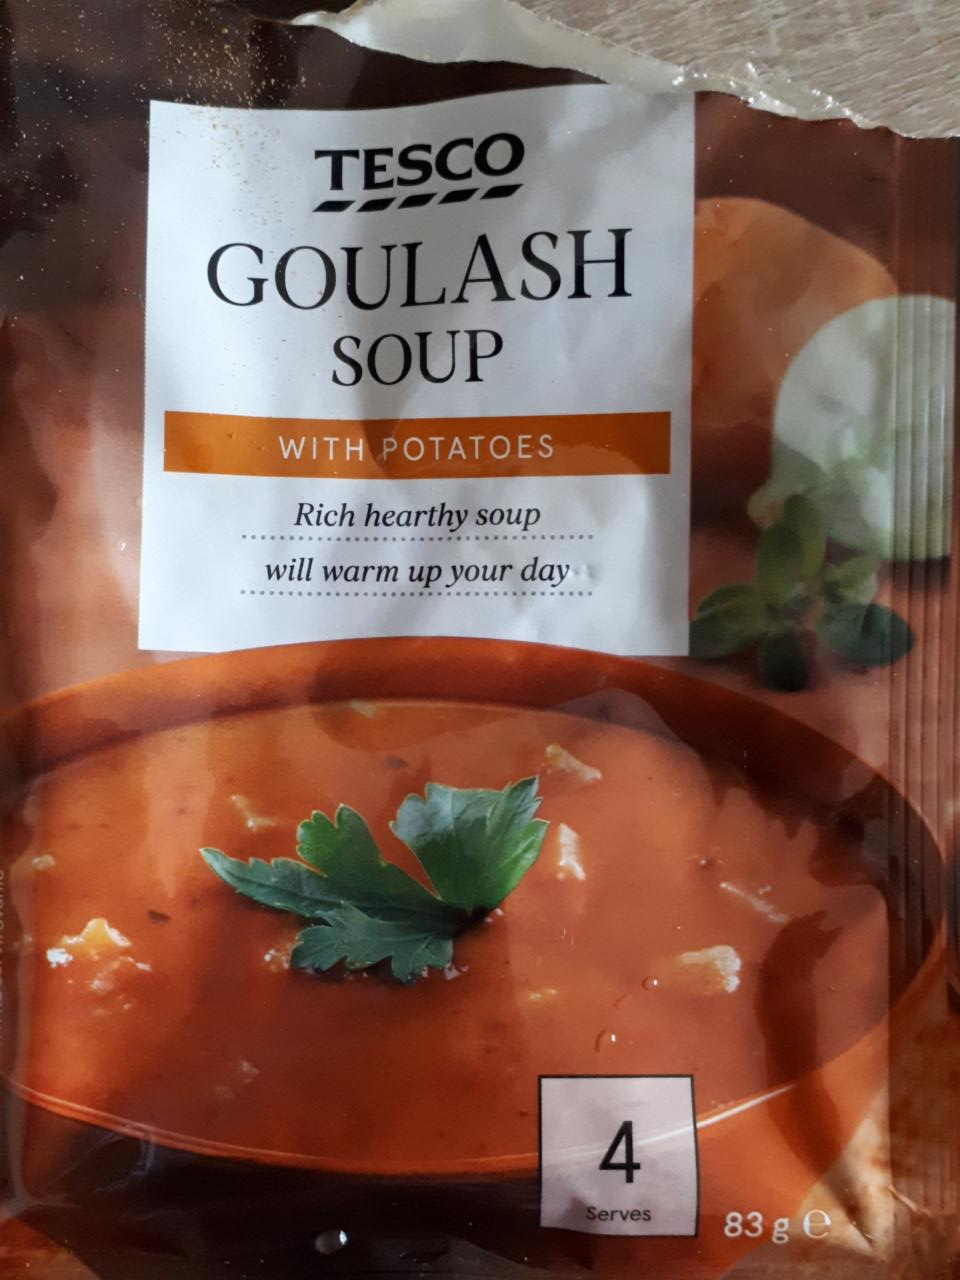 TESCO
GOULASH
SOUP
WITH POTATOES
Rich hearthy soup
will warm up your day
4
Serves
83 g ℮